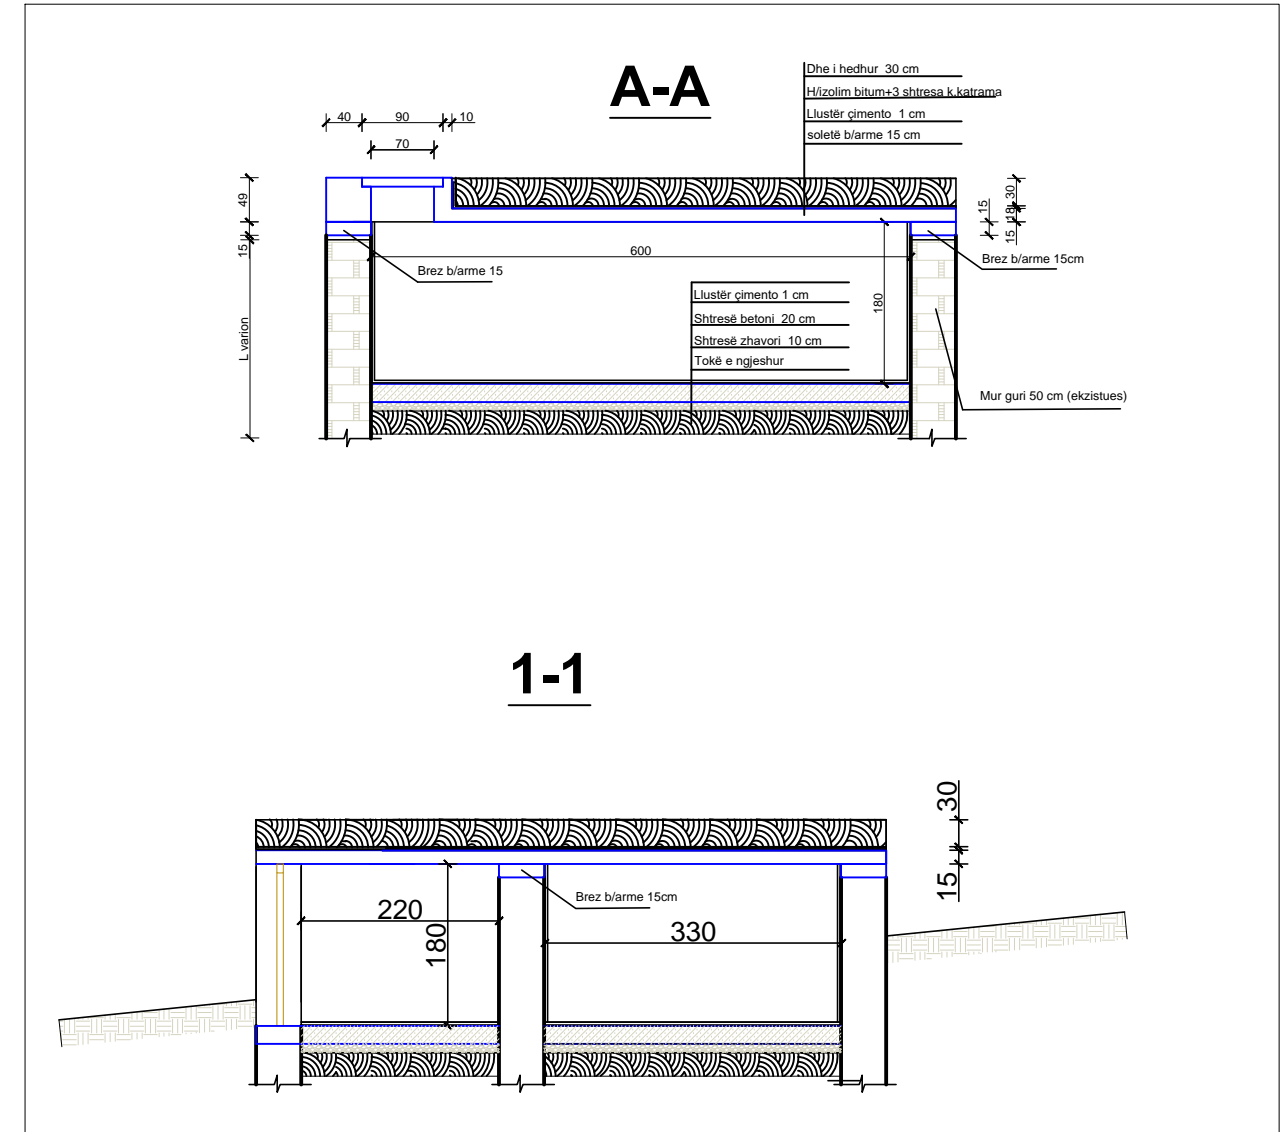 A-A
Dhe i hedhur 30 cm
H/izolim bitum+3 shtresa k.katrama
Llustër çimento 1 cm
soletë b/arme 15 cm
40
90
10
70
49
15
L varion
30
18
15
15
600
180
Brez b/arme 15
Brez b/arme 15cm
Llustër çimento 1 cm
Shtresë betoni 20 cm
Shtresë zhavori 10 cm
Tokë e ngjeshur
Mur guri 50 cm (ekzistues)
1-1
30
15
Brez b/arme 15cm
220
180
330